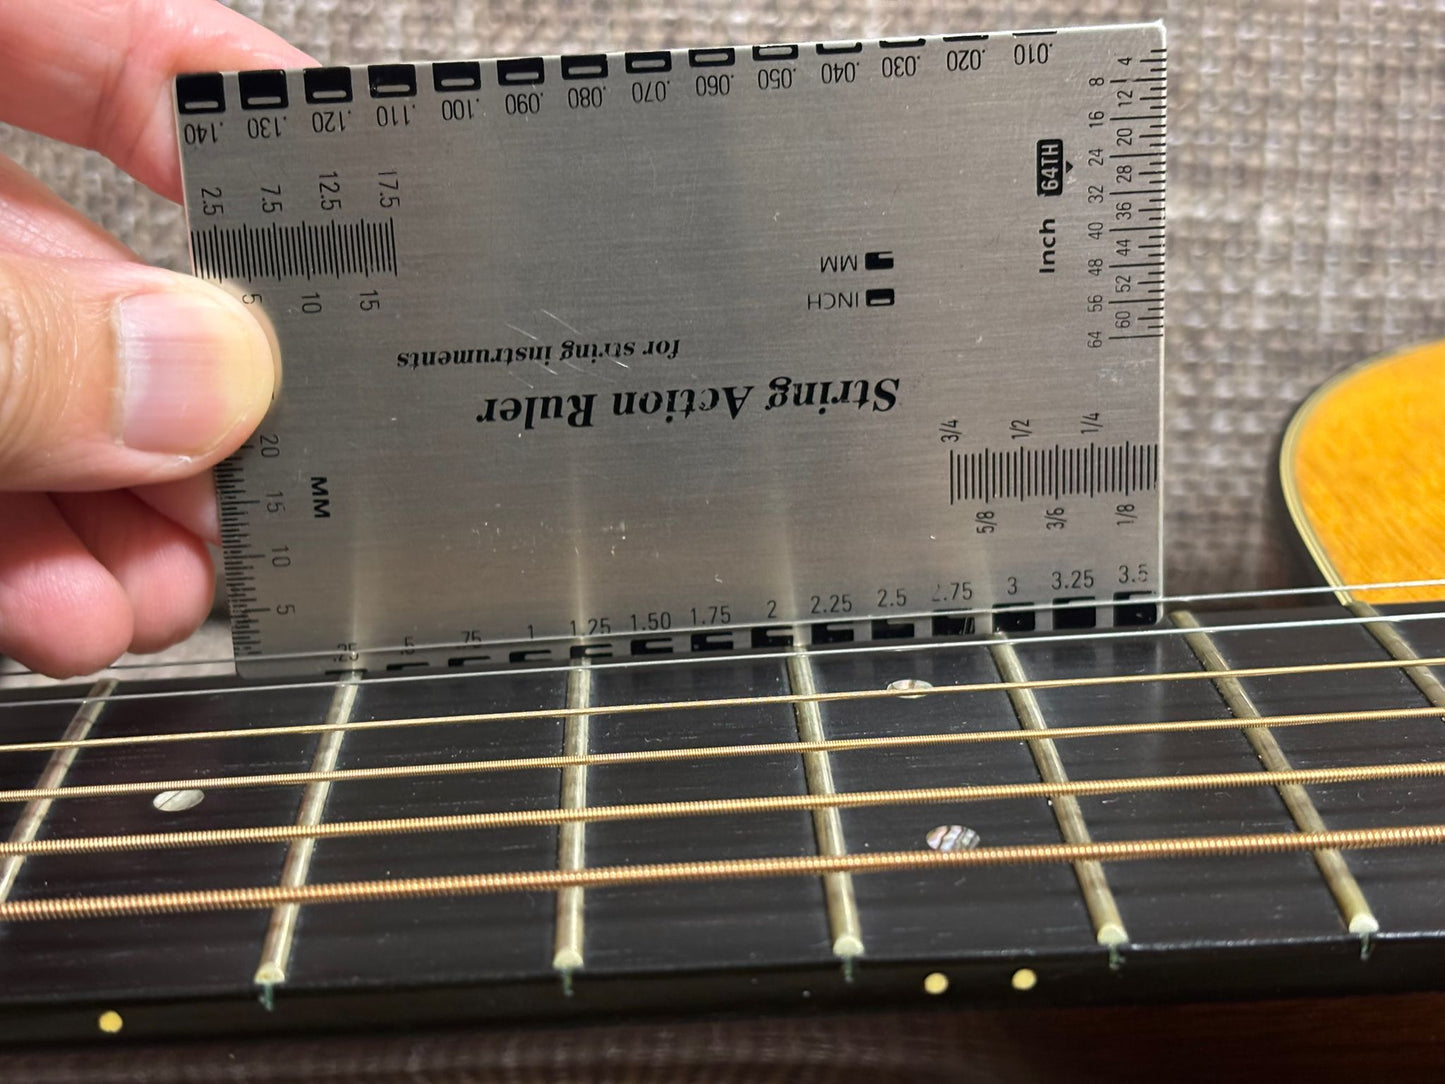 .140 .130 .120 .110 .100 .090 .080 .070 .060 .050 .040 .030 .020 .010
2.5 7.5 12.5 17.5
5 10 15
4 8 12 16 20 24 28 32 36 40 44 48 52 56 60 64
Inch 64TH
MM
INCH
for string instruments
String Action Ruler
20 15 10 5
MM
3/4 1/2 1/4
5/8 3/6 1/8
.25 .5 .75 1 1.25 1.50 1.75 2 2.25 2.5 2.75 3 3.25 3.5